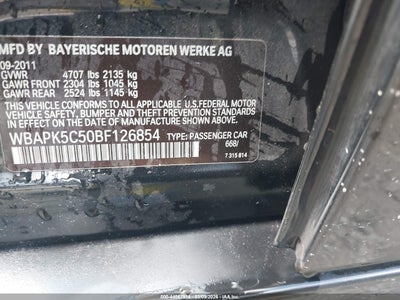 MFD BY BAYERISCHE MOTOREN WERKE AG
09-2011
GVWR 4707 lbs 2135 kg
GAWR FRONT 2304 lbs 1045 kg
GAWR REAR 2524 lbs 1145 kg
THIS VEHICLE CONFORMS TO ALL APPLICABLE
U.S. FEDERAL MOTOR
VEHICLE SAFETY, BUMPER AND THEFT
PREVENTION STANDARDS IN EFFECT ON THE DATE OF
MANUFACTURE SHOWN ABOVE.
WBAPK5C50BF126854 TYPE: PASSENGER CAR
668/
7 315 814